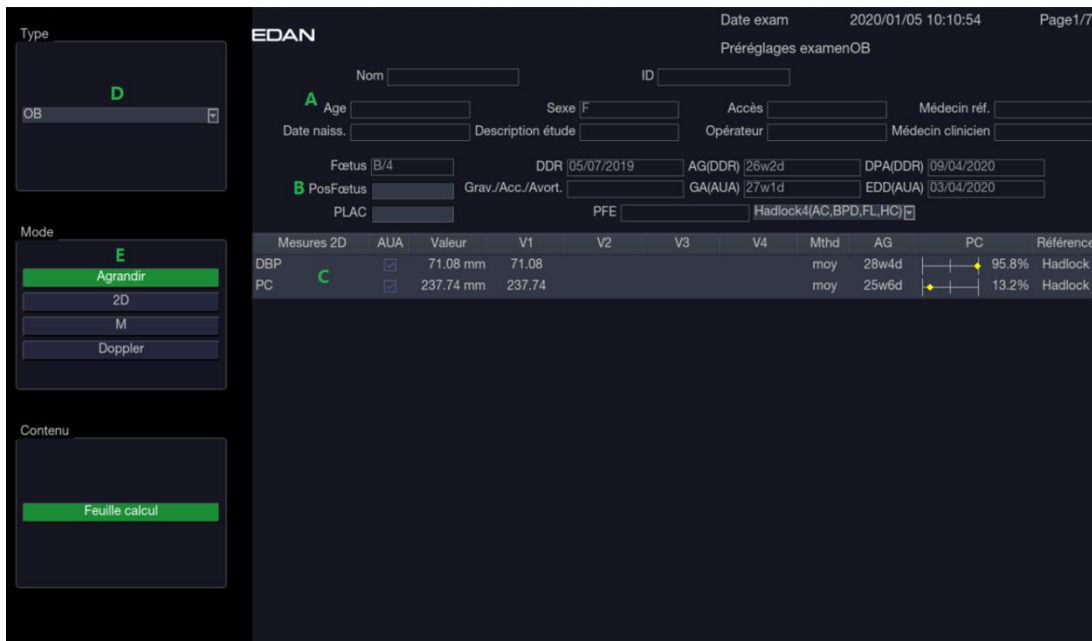 Type
D
OB
Mode
E
Agrandir
2D
M
Doppler
Contenu
Feuille calcul
EDAN
Date exam 2020/01/05 10:10:54 Page1/7
Préréglages examenOB
Nom ID
A
Age Sexe F Accès Médecin réf.
Date naiss. Description étude Opérateur Médecin clinicien
Fœtus B/4 DDR 05/07/2019 AG(DDR) 26w2d DPA(DDR) 09/04/2020
B PosFœtus Grav./Acc./Avort. GA(AUA) 27w1d EDD(AUA) 03/04/2020
PLAC PFE Hadlock4(AC,BPD,FL,HC)
Mesures 2D AUA Valeur V1 V2 V3 V4 Mthd AG PC Référence
DBP 71.08 mm 71.08 moy 28w4d 95.8% Hadlock
C
PC 237.74 mm 237.74 moy 25w6d 13.2% Hadlock